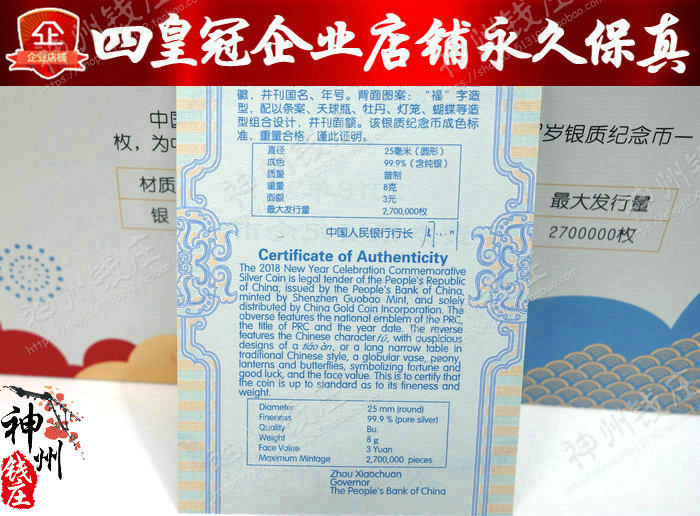 企
企业店铺
四皇冠企业店铺永久保真
徽，并刊国名、年号。背面图案："福"字造
型，配以条案、天球瓶、牡丹、灯笼、蝴蝶等造
型组合设计，并刊面额。该银质纪念币成色标
准，重量合格，谨此证明。
直径 25毫米（圆形）
成色 99.9%（含纯银）
质量 普制
重量 8克
面额 3元
最大发行量 2,700,000枚
中国人民银行行长
Certificate of Authenticity
The 2018 New Year Celebration Commemorative
Silver Coin is legal tender of the People's Republic
of China, issued by the People's Bank of China,
minted by Shenzhen Guobao Mint, and solely
distributed by China Gold Coin Incorporation. The
obverse features the national emblem of the PRC,
the title of PRC and the year date. The reverse
features the Chinese character fú, with auspicious
designs of a tiáo àn, or a long narrow table in
traditional Chinese style, a globular vase, peony,
lanterns and butterflies, symbolizing fortune and
good luck, and the face value. This is to certify that
the coin is up to standard as to its fineness and
weight.
Diameter 25 mm (round)
Fineness 99.9 % (pure silver)
Quality Bu.
Weight 8 g
Face Value 3 Yuan
Maximum Mintage 2,700,000 pieces
Zhou Xiaochuan
Governor
The People's Bank of China
中国
枚，为中
材质
银
岁银质纪念币一
最大发行量
2700000枚
神州
钱庄
神州钱庄